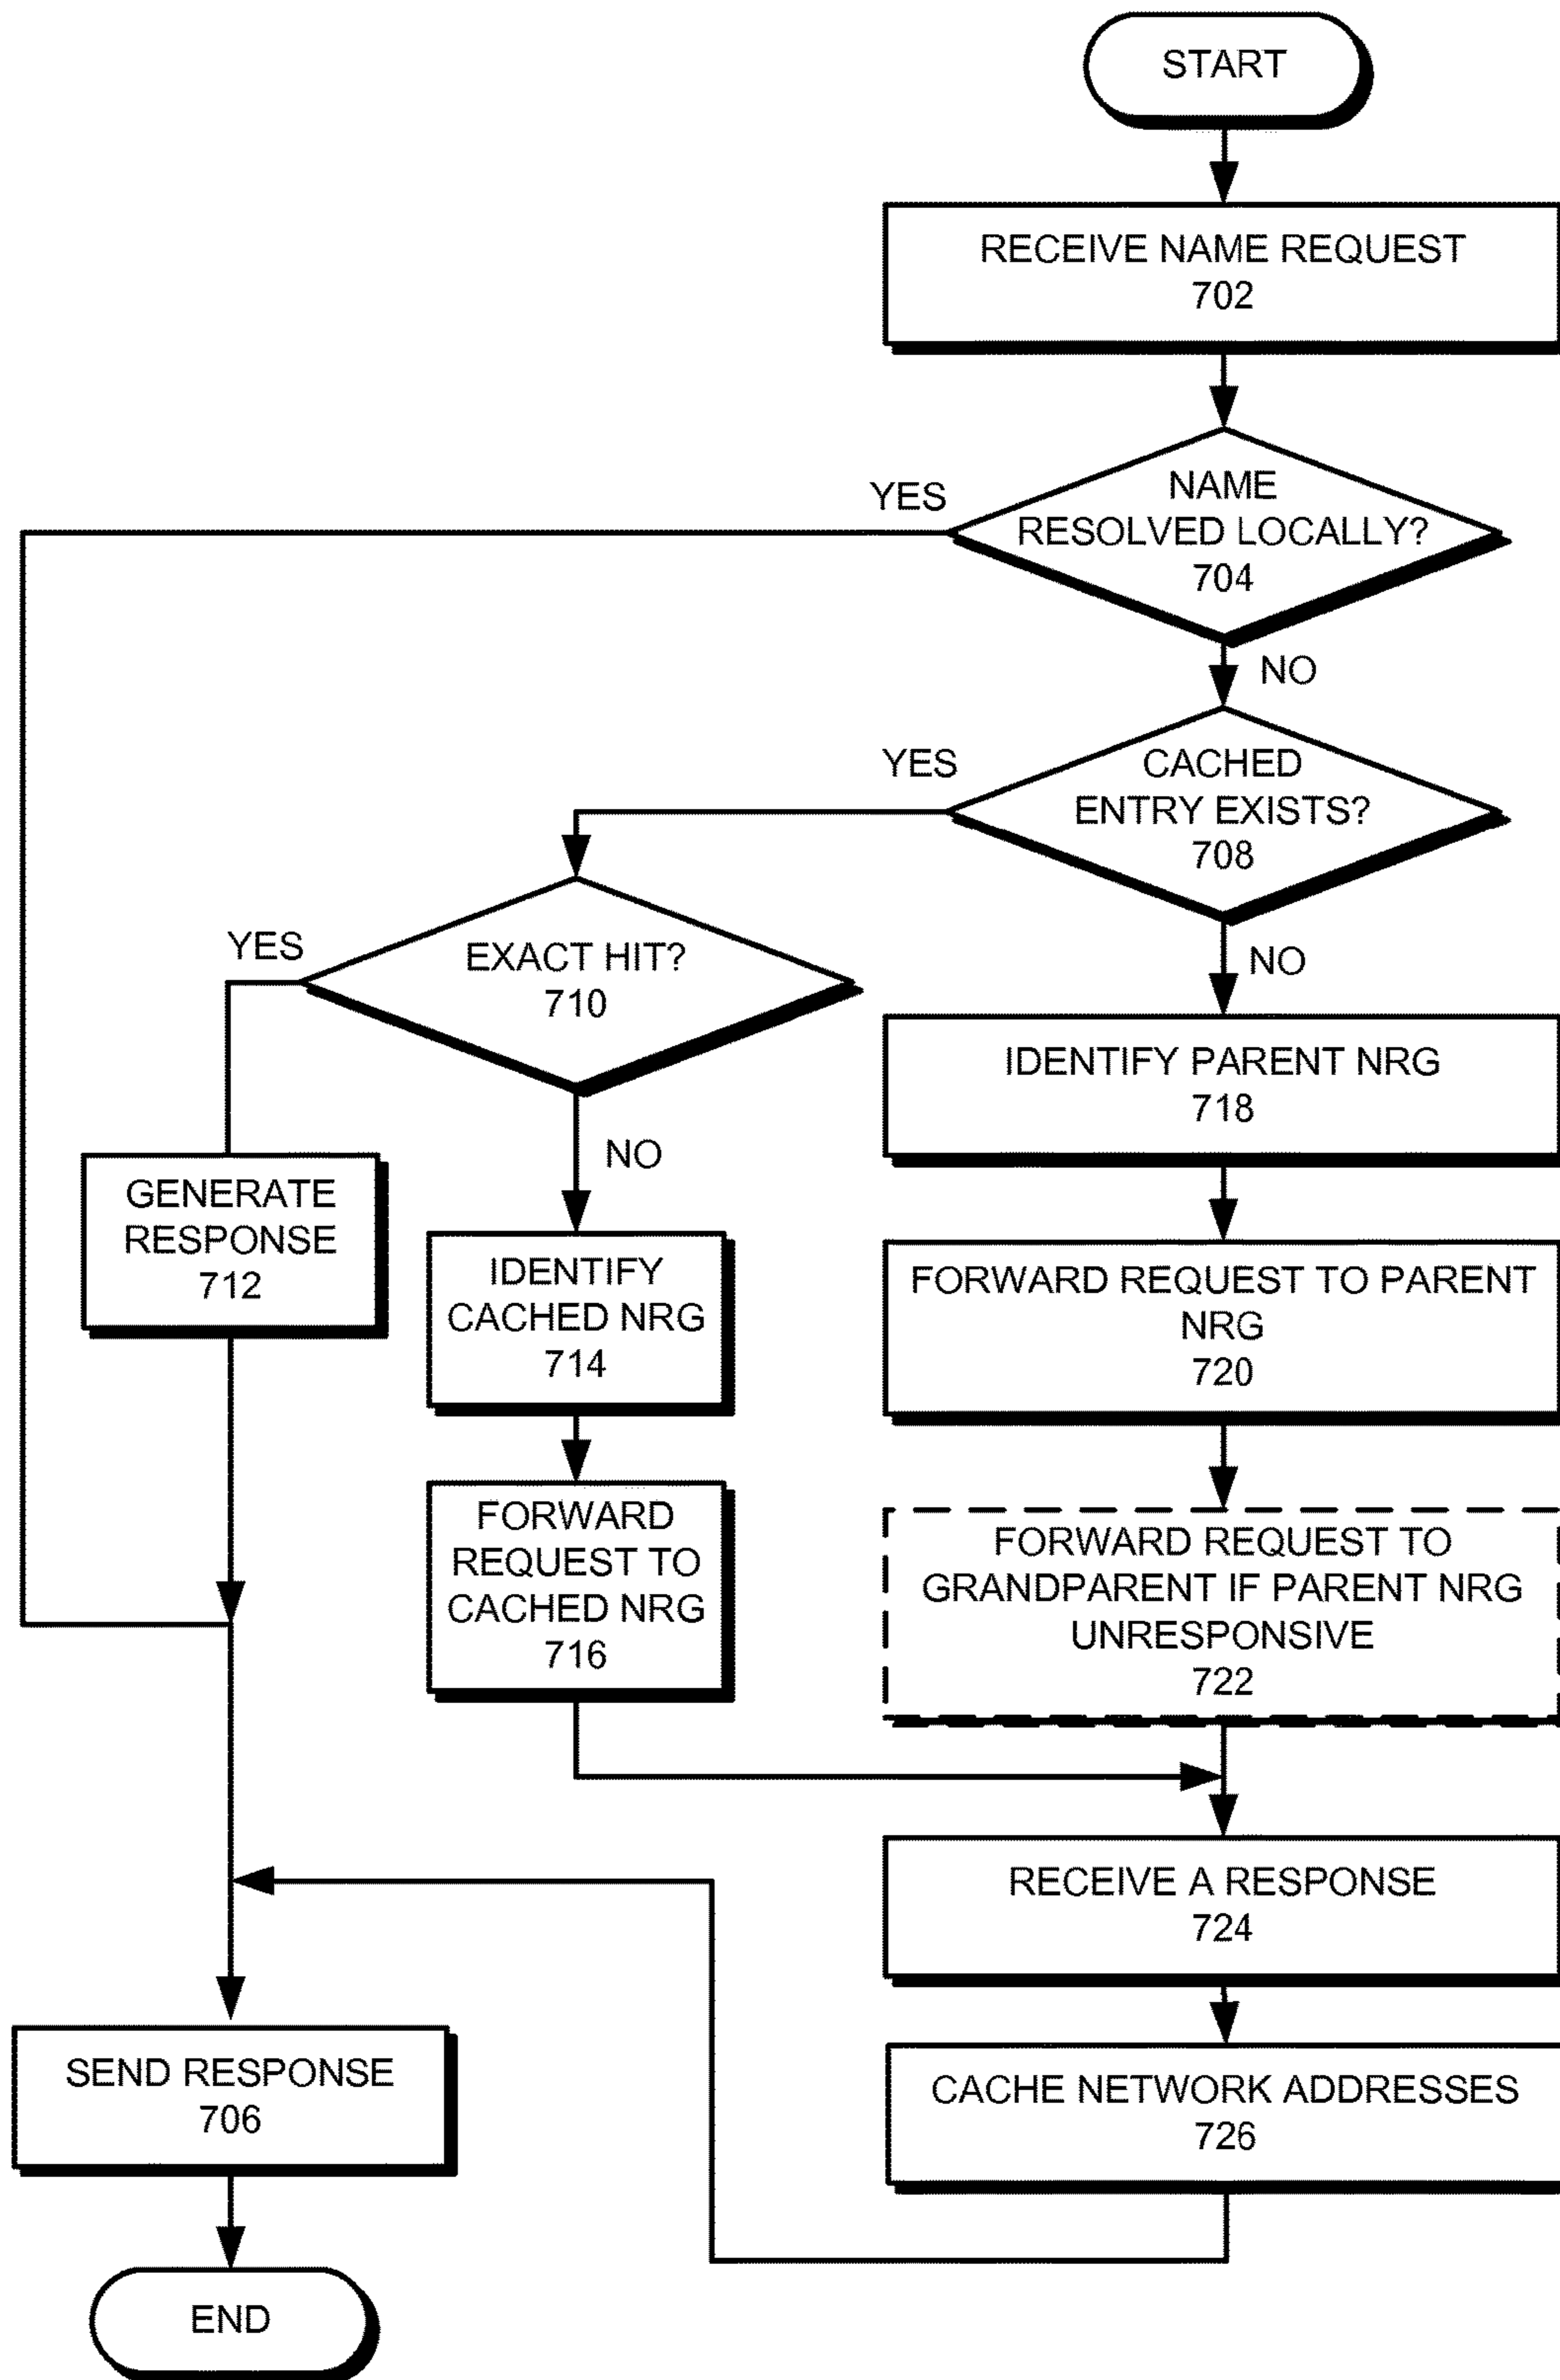 START
RECEIVE NAME REQUEST
702
YES
NAME
RESOLVED LOCALLY?
704
NO
YES
CACHED
ENTRY EXISTS?
708
NO
YES
EXACT HIT?
710
NO
IDENTIFY PARENT NRG
718
GENERATE
RESPONSE
712
IDENTIFY
CACHED NRG
714
FORWARD REQUEST TO PARENT
NRG
720
FORWARD
REQUEST TO
CACHED NRG
716
FORWARD REQUEST TO
GRANDPARENT IF PARENT NRG
UNRESPONSIVE
722
RECEIVE A RESPONSE
724
SEND RESPONSE
706
CACHE NETWORK ADDRESSES
726
END